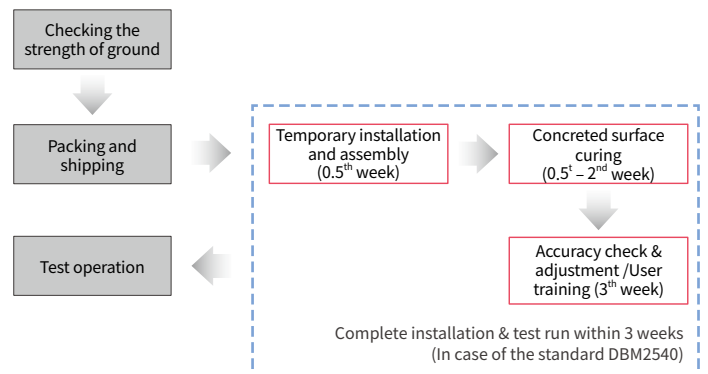 Checking the
strength of ground
Packing and
shipping
Temporary installation
and assembly
(0.5th week)
Concreted surface
curing
(0.5t – 2nd week)
Accuracy check &
adjustment /User
training (3th week)
Test operation
Complete installation & test run within 3 weeks
(In case of the standard DBM2540)